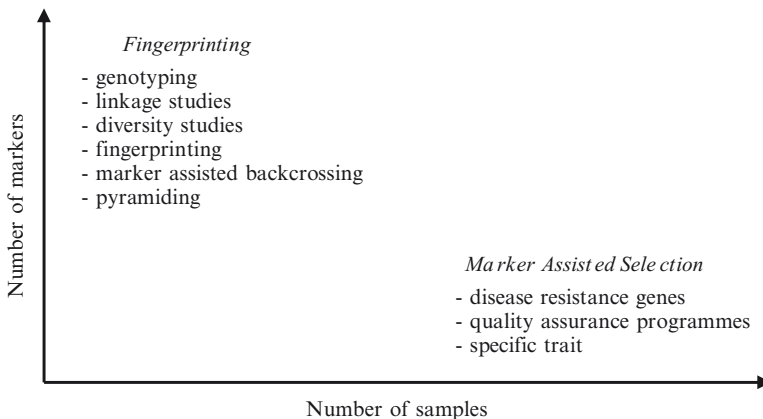 Number of markers
Fingerprinting
- genotyping
- linkage studies
- diversity studies
- fingerprinting
- marker assisted backcrossing
- pyramiding
Marker Assisted Selection
- disease resistance genes
- quality assurance programmes
- specific trait
Number of samples